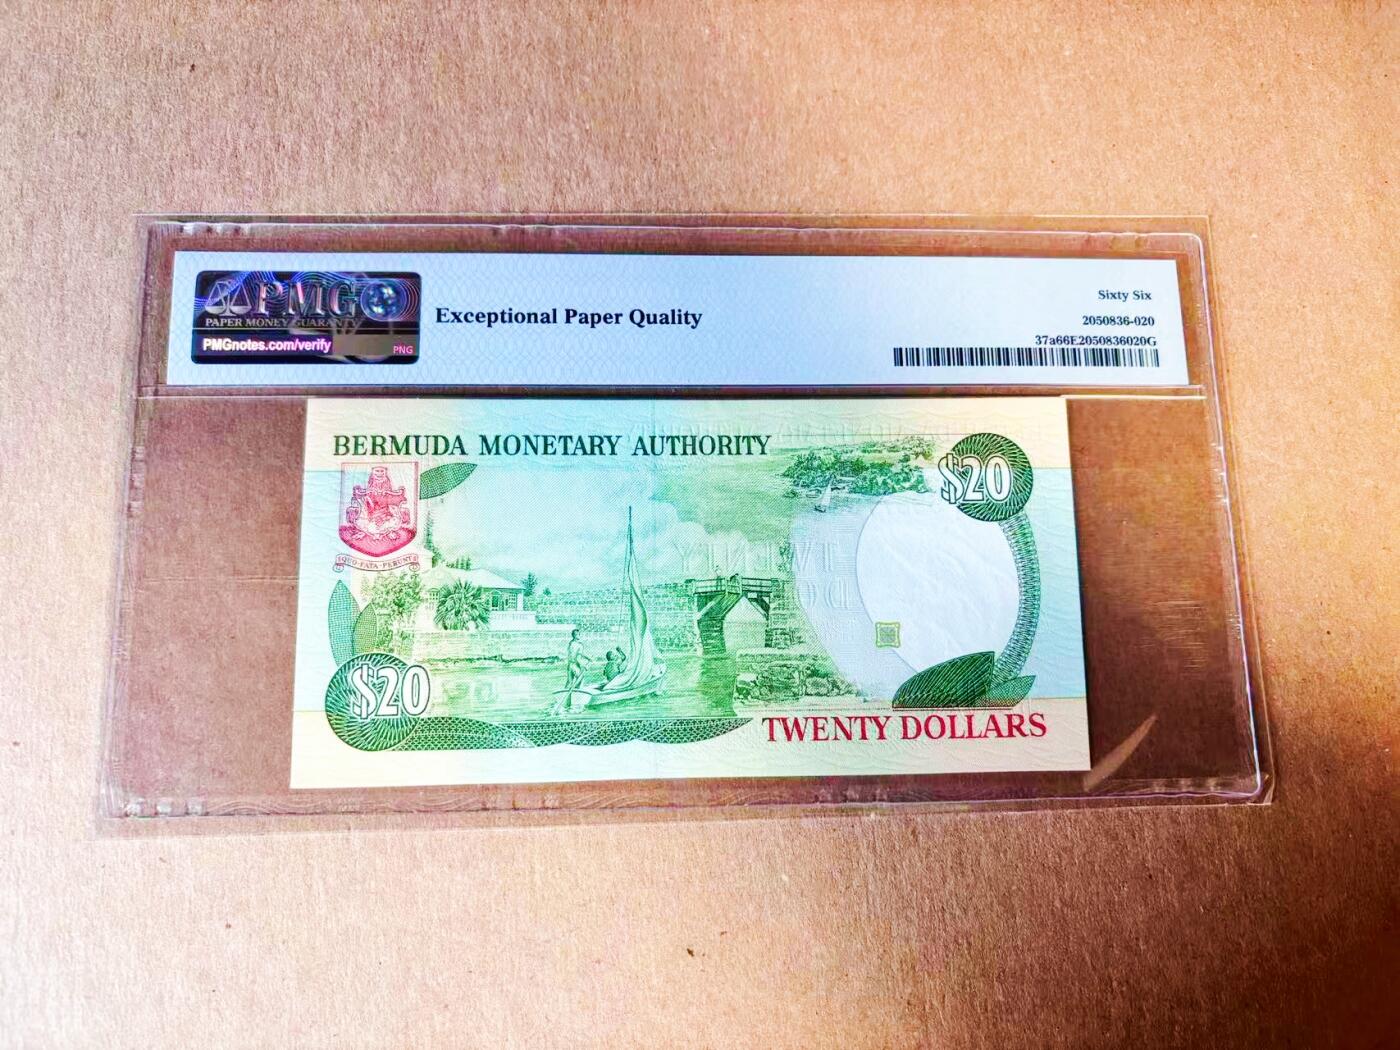 PMG
PAPER MONEY GUARANTY
PMGnotes.com/verify
PNG
Exceptional Paper Quality
Sixty Six
2050836-020
37a66E2050836020G
BERMUDA MONETARY AUTHORITY
$20
QUO FATA FERUNT
TWENTY
$20
TWENTY DOLLARS